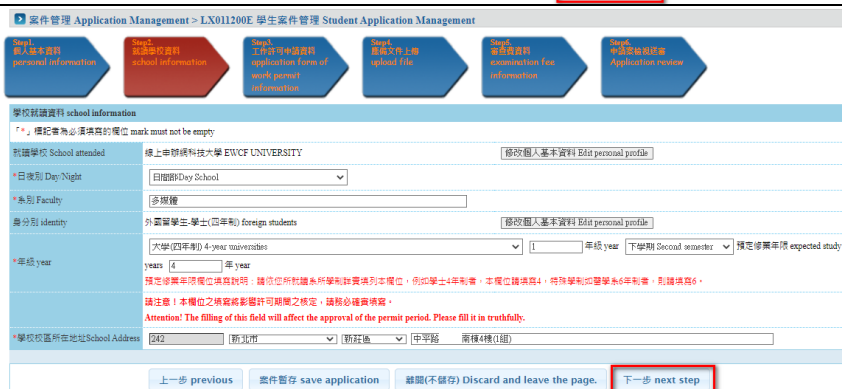 案件管理 Application Management > LX011200E 學生案件管理 Student Application Management
Step1.
個人基本資料
personal information
Step2.
就讀學校資料
school information
Step3.
工作許可申請資料
application form of
work permit
information
Step4.
應備文件上傳
upload file
Step5.
審查費資料
examination fee
information
Step6.
申請案檢視送審
Application review
學校就讀資料 school information
「*」標記者為必須填寫的欄位 mark must not be empty
就讀學校 School attended 線上申辦網科技大學 EWCF UNIVERSITY 修改個人基本資料 Edit personal profile
*日夜別 Day/Night 日間部Day School
*系別 Faculty 多媒體
身分別 identity 外國留學生-學士(四年制) foreign students 修改個人基本資料 Edit personal profile
*年級 year 大學(四年制) 4-year universities 1 年級 year 下學期 Second semester 預定修業年限 expected study
years 4 年 year
預定修業年限欄位填寫說明：請依您所就讀系所學制詳實填列本欄位，例如學士4年制者，本欄位請填寫4，特殊學制如醫學系6年制者，則請填寫6。
請注意！本欄位之填寫將影響許可期間之核定，請務必確實填寫。
Attention! The filling of this field will affect the approval of the permit period. Please fill it in truthfully.
*學校校區所在地址School Address 242 新北市 新莊區 中平路 南棟4樓(1組)
上一步 previous 案件暫存 save application 離開(不儲存) Discard and leave the page. 下一步 next step